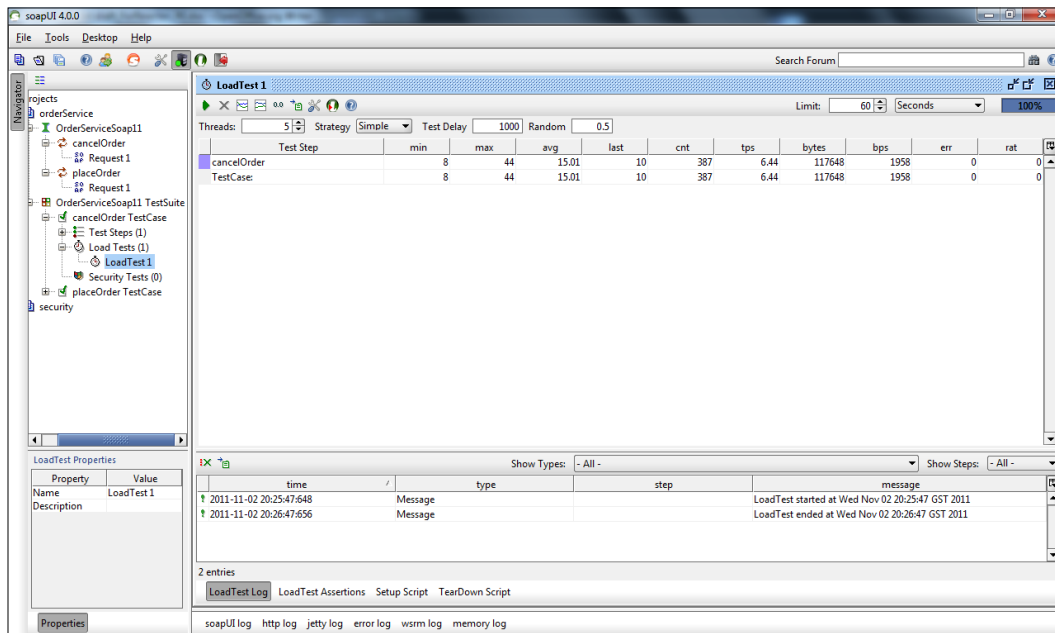 soapUI 4.0.0
File Tools Desktop Help
Search Forum
Navigator
rojects
orderService
OrderServiceSoap11
cancelOrder
Request 1
placeOrder
Request 1
OrderServiceSoap11 TestSuite
cancelOrder TestCase
Test Steps (1)
Load Tests (1)
LoadTest 1
Security Tests (0)
placeOrder TestCase
security
LoadTest Properties
Property Value
Name LoadTest 1
Description
Properties
LoadTest 1
0.0
Limit: 60 Seconds 100%
Threads: 5 Strategy Simple Test Delay 1000 Random 0.5
Test Step min max avg last cnt tps bytes bps err rat
cancelOrder 8 44 15.01 10 387 6.44 117648 1958 0 0
TestCase: 8 44 15.01 10 387 6.44 117648 1958 0 0
Show Types: - All - Show Steps: - All -
time type step message
2011-11-02 20:25:47:648 Message LoadTest started at Wed Nov 02 20:25:47 GST 2011
2011-11-02 20:26:47:656 Message LoadTest ended at Wed Nov 02 20:26:47 GST 2011
2 entries
LoadTest Log LoadTest Assertions Setup Script TearDown Script
soapUI log http log jetty log error log wsrm log memory log